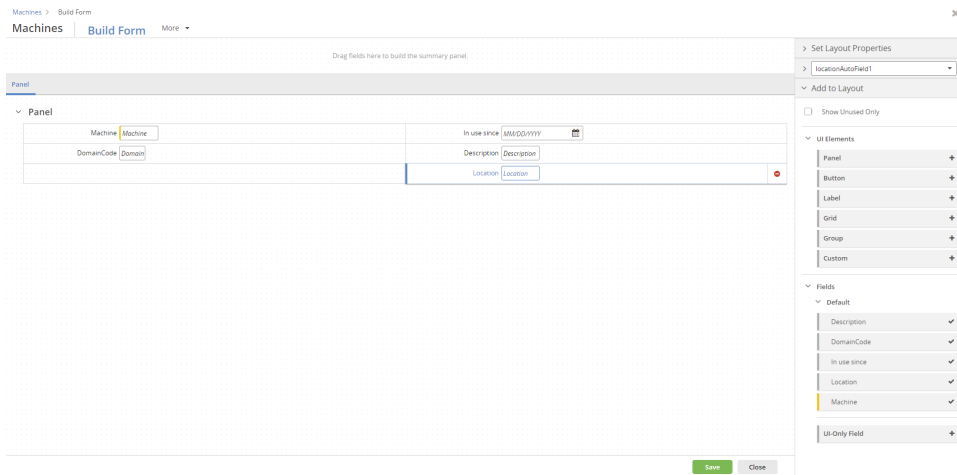 Machines > Build Form
Machines Build Form More
Drag fields here to build the summary panel.
Panel
Panel
Machine Machine In use since MM/DD/YYYY
DomainCode Domain Description Description
Location Location
Save Close
Set Layout Properties
locationAutoField1
Add to Layout
Show Unused Only
UI Elements
Panel
Button
Label
Grid
Group
Custom
Fields
Default
Description
DomainCode
In use since
Location
Machine
UI-Only Field